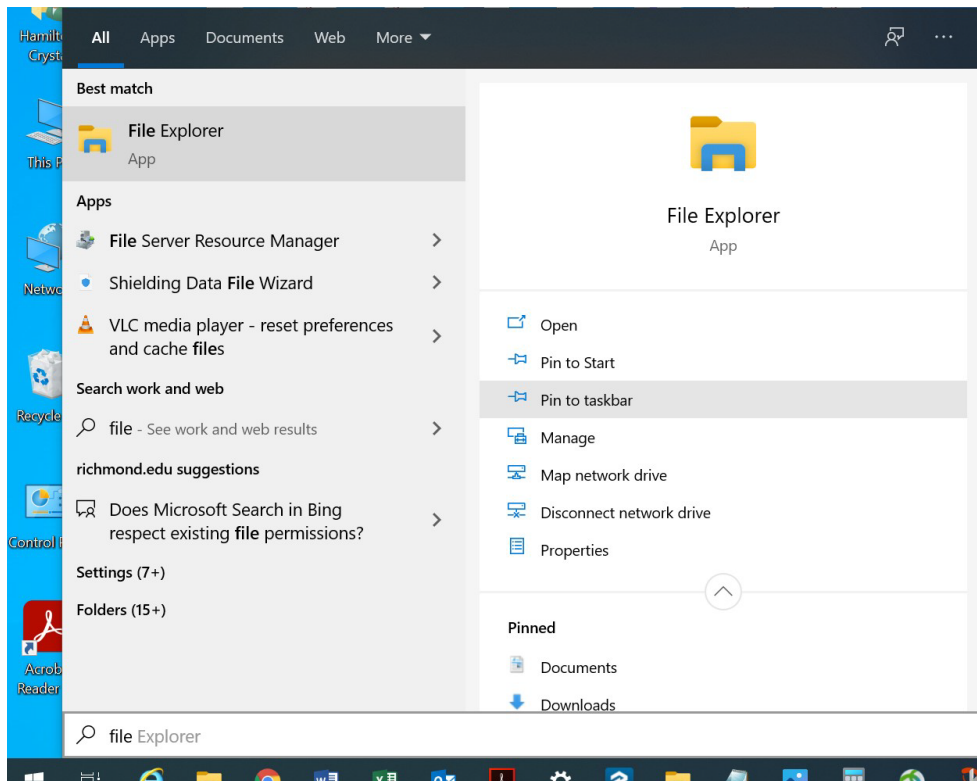 All Apps Documents Web More
Best match
File Explorer
App
Apps
File Server Resource Manager
Shielding Data File Wizard
VLC media player - reset preferences
and cache files
Search work and web
file - See work and web results
richmond.edu suggestions
Does Microsoft Search in Bing
respect existing file permissions?
Settings (7+)
Folders (15+)
File Explorer
App
Open
Pin to Start
Pin to taskbar
Manage
Map network drive
Disconnect network drive
Properties
Pinned
Documents
Downloads
file Explorer
This P
Recycle
Control
Reader